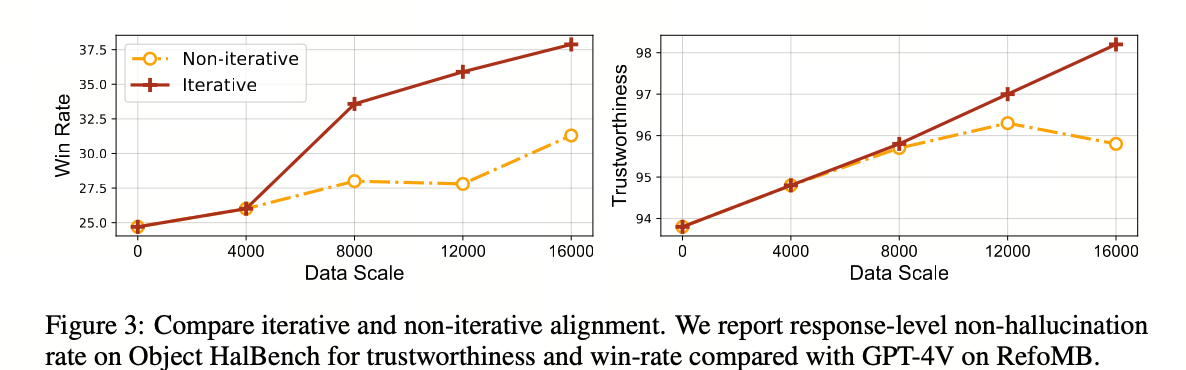 37.5
35.0
32.5
30.0
27.5
25.0
Win Rate
Non-iterative
Iterative
0
4000
8000
12000
16000
Data Scale
98
97
96
95
94
Trustworthiness
0
4000
8000
12000
16000
Data Scale
Figure 3: Compare iterative and non-iterative alignment. We report response-level non-hallucination
rate on Object HalBench for trustworthiness and win-rate compared with GPT-4V on RefoMB.